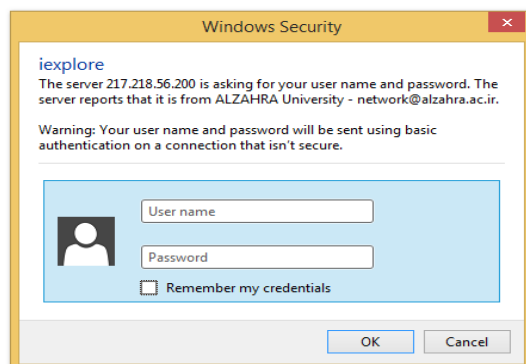 Windows Security
iexplore
The server 217.218.56.200 is asking for your user name and password. The
server reports that it is from ALZAHRA University - network@alzahra.ac.ir.
Warning: Your user name and password will be sent using basic
authentication on a connection that isn't secure.
User name
Password
Remember my credentials
OK
Cancel